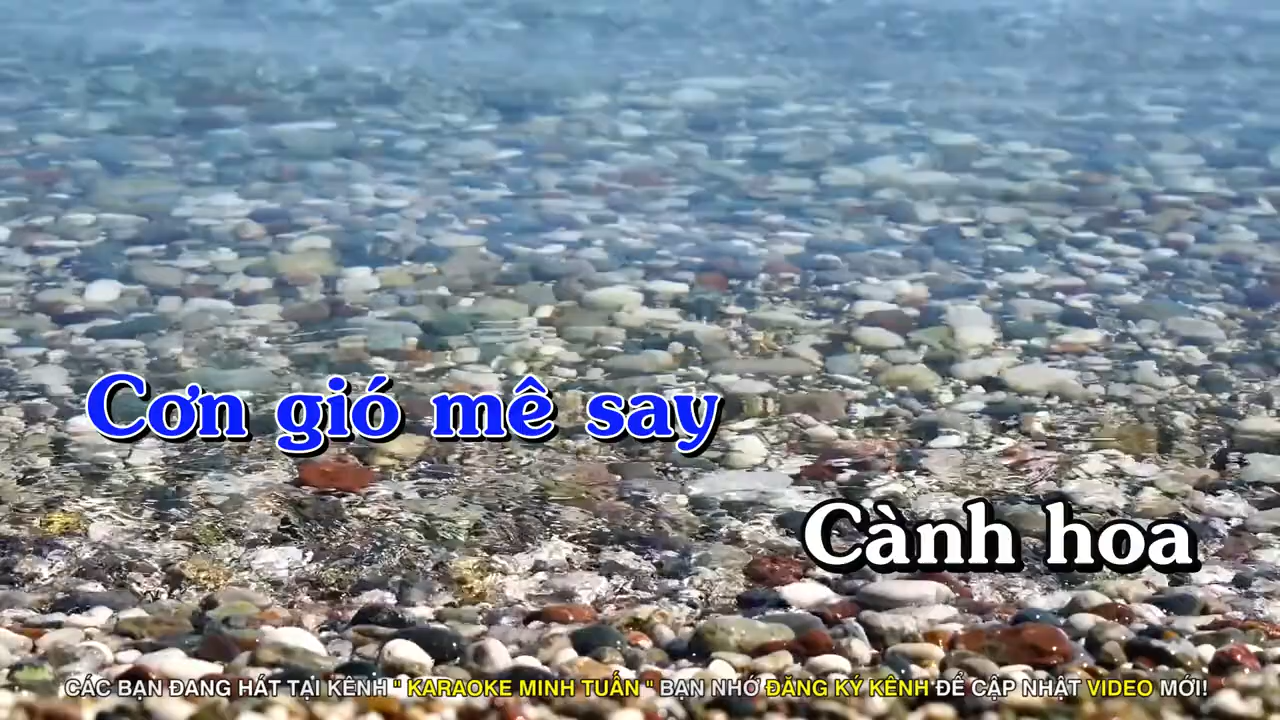 Cơn gió mê say
Cành hoa
CÁC BẠN ĐANG HÁT TẠI KÊNH " KARAOKE MINH TUẤN " BẠN NHỚ ĐĂNG KÝ KÊNH ĐỂ CẬP NHẬT VIDEO MỚI!